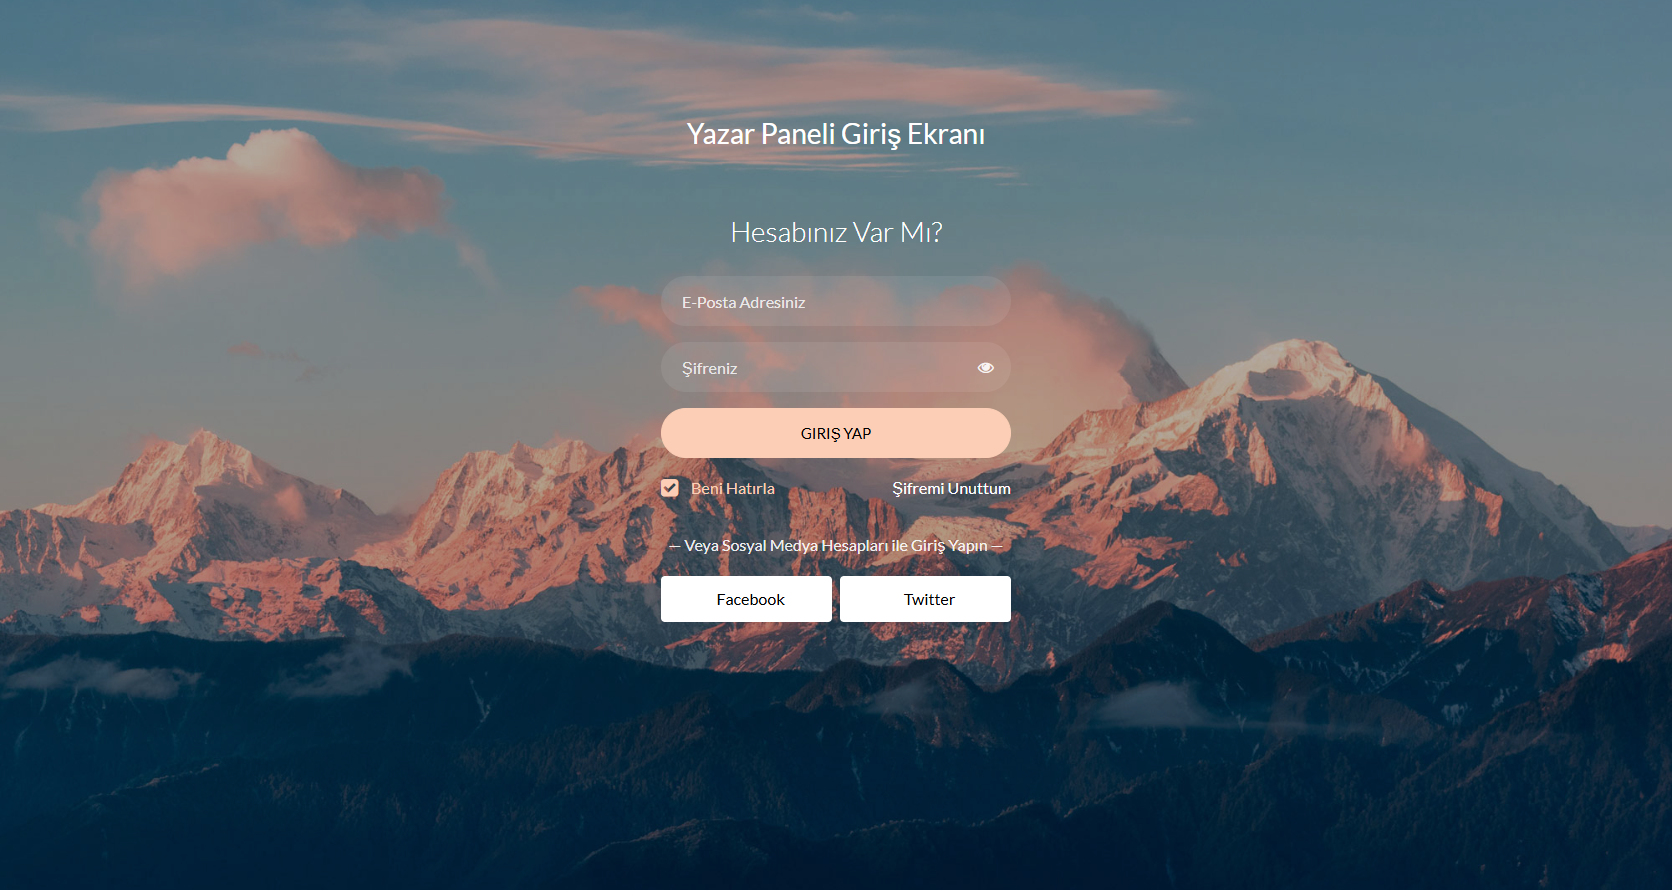 Yazar Paneli Giriş Ekranı
Hesabınız Var Mı?
E-Posta Adresiniz
Şifreniz
GIRIŞ YAP
Beni Hatırla Şifremi Unuttum
— Veya Sosyal Medya Hesapları ile Giriş Yapın —
Facebook Twitter